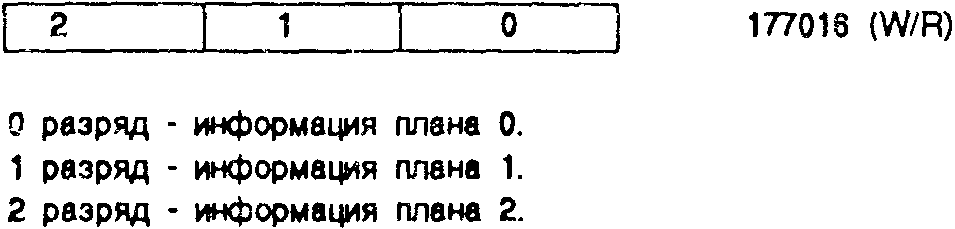 2 1 0 177016 (W/R)
0 разряд - информация плана 0.
1 разряд - информация плана 1.
2 разряд - информация плана 2.